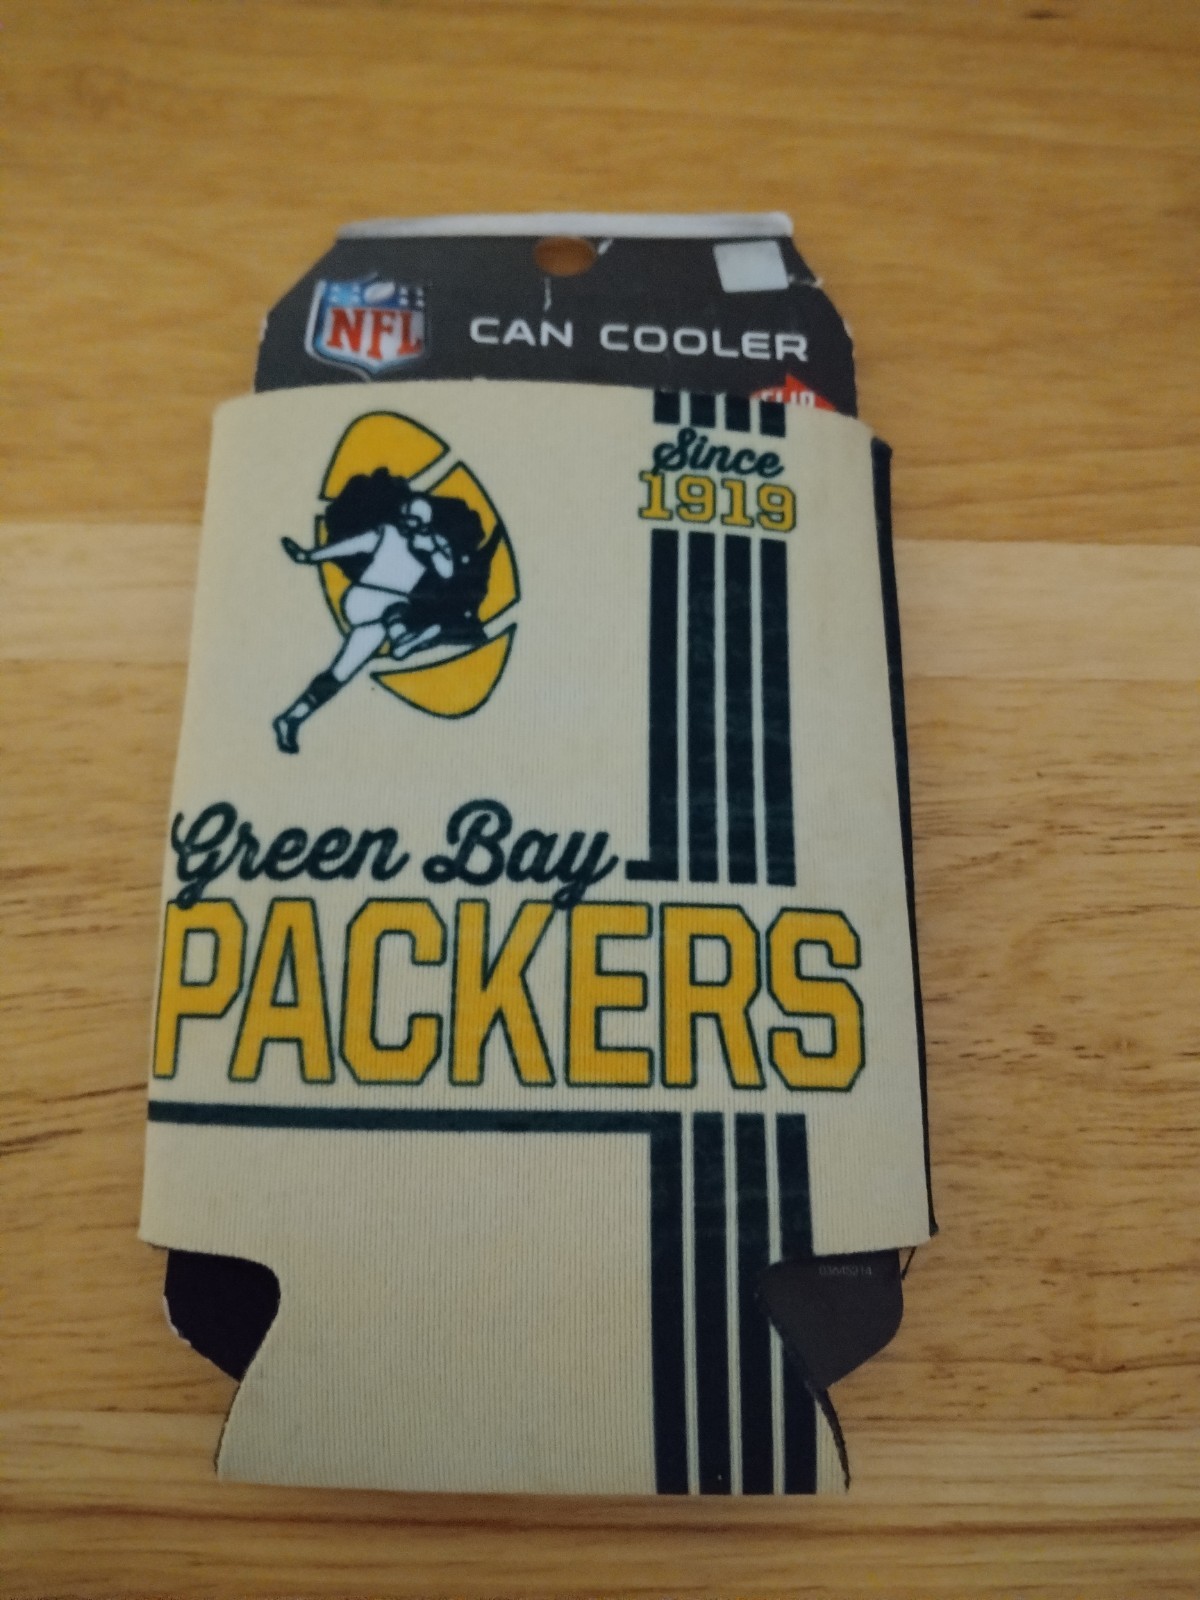 NFL
CAN COOLER
Since
1919
Green Bay
PACKERS